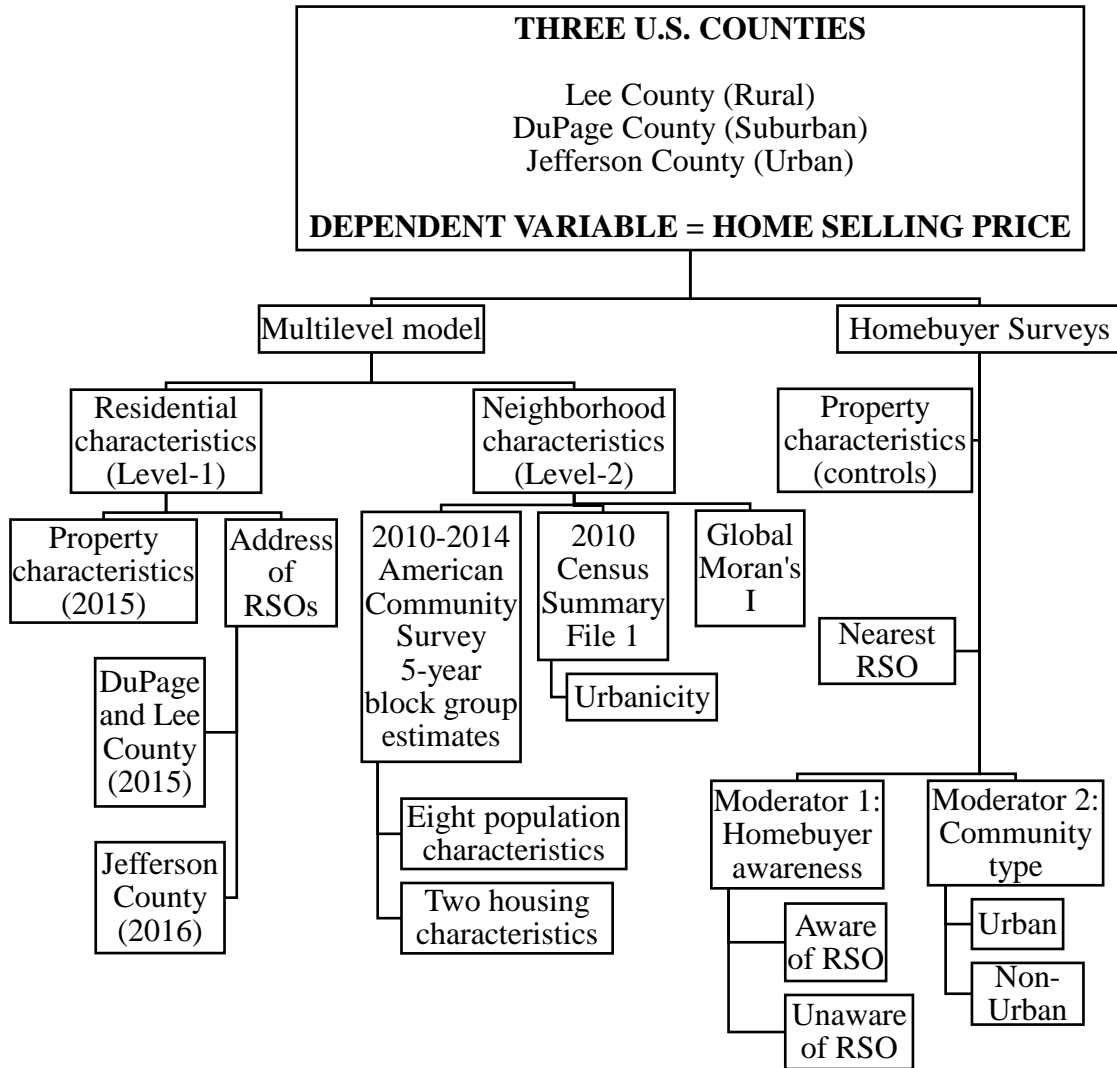 THREE U.S. COUNTIES
Lee County (Rural)
DuPage County (Suburban)
Jefferson County (Urban)
DEPENDENT VARIABLE = HOME SELLING PRICE
Multilevel model
Homebuyer Surveys
Residential
characteristics
(Level-1)
Neighborhood
characteristics
(Level-2)
Property
characteristics
(controls)
Property
characteristics
(2015)
Address
of
RSOs
2010-2014
American
Community
Survey
5-year
block group
estimates
2010
Census
Summary
File 1
Global
Moran's
I
Nearest
RSO
DuPage
and Lee
County
(2015)
Urbanicity
Jefferson
County
(2016)
Eight population
characteristics
Two housing
characteristics
Moderator 1:
Homebuyer
awareness
Moderator 2:
Community
type
Aware
of RSO
Unaware
of RSO
Urban
Non-
Urban